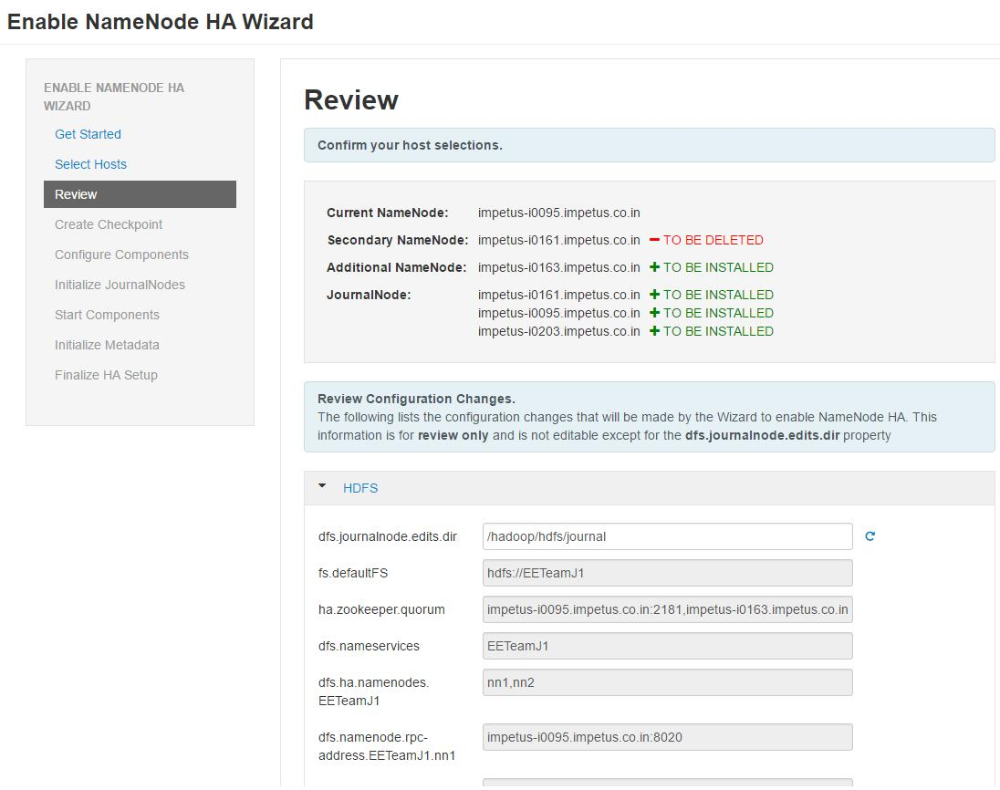 Enable NameNode HA Wizard
ENABLE NAMENODE HA
WIZARD
Get Started
Select Hosts
Review
Create Checkpoint
Configure Components
Initialize JournalNodes
Start Components
Initialize Metadata
Finalize HA Setup
Review
Confirm your host selections.
Current NameNode: impetus-i0095.impetus.co.in
Secondary NameNode: impetus-i0161.impetus.co.in TO BE DELETED
Additional NameNode: impetus-i0163.impetus.co.in TO BE INSTALLED
JournalNode: impetus-i0161.impetus.co.in TO BE INSTALLED
impetus-i0095.impetus.co.in TO BE INSTALLED
impetus-i0203.impetus.co.in TO BE INSTALLED
Review Configuration Changes.
The following lists the configuration changes that will be made by the Wizard to enable NameNode HA. This
information is for review only and is not editable except for the dfs.journalnode.edits.dir property
HDFS
dfs.journalnode.edits.dir /hadoop/hdfs/journal
fs.defaultFS hdfs://EETeamJ1
ha.zookeeper.quorum impetus-i0095.impetus.co.in:2181,impetus-i0163.impetus.co.in
dfs.nameservices EETeamJ1
dfs.ha.namenodes. nn1,nn2
EETeamJ1
dfs.namenode.rpc- impetus-i0095.impetus.co.in:8020
address.EETeamJ1.nn1